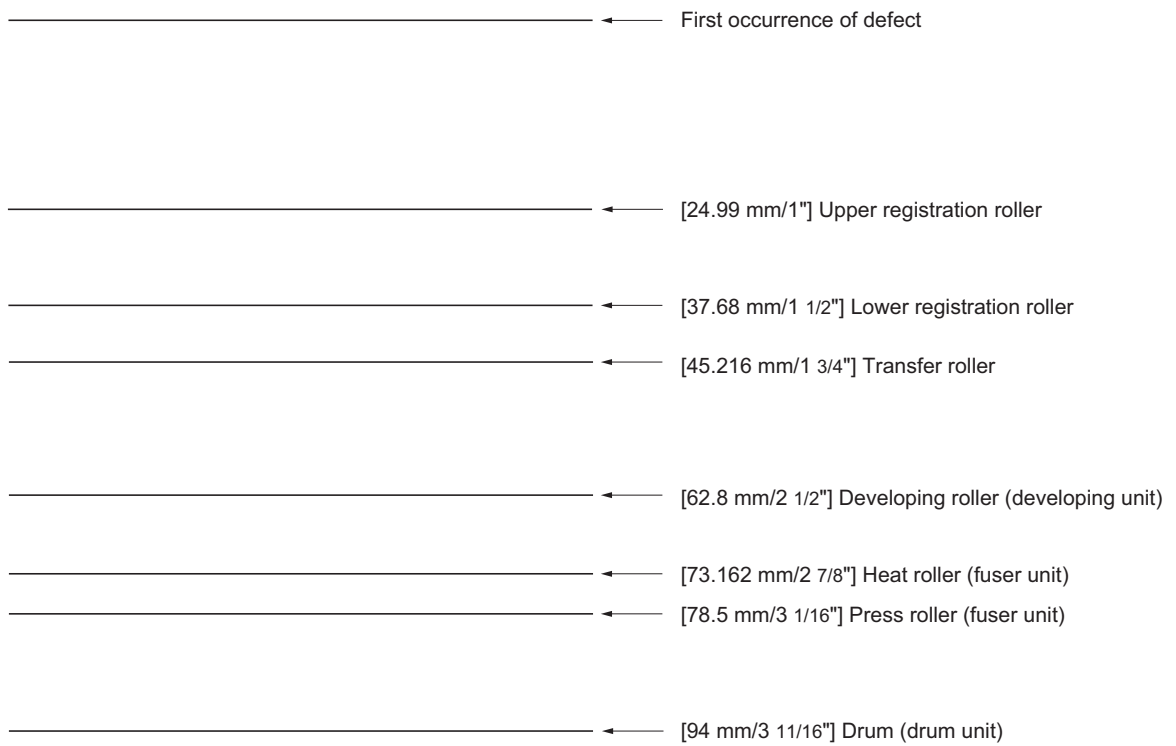 First occurrence of defect
[24.99 mm/1"] Upper registration roller
[37.68 mm/1 1/2"] Lower registration roller
[45.216 mm/1 3/4"] Transfer roller
[62.8 mm/2 1/2"] Developing roller (developing unit)
[73.162 mm/2 7/8"] Heat roller (fuser unit)
[78.5 mm/3 1/16"] Press roller (fuser unit)
[94 mm/3 11/16"] Drum (drum unit)